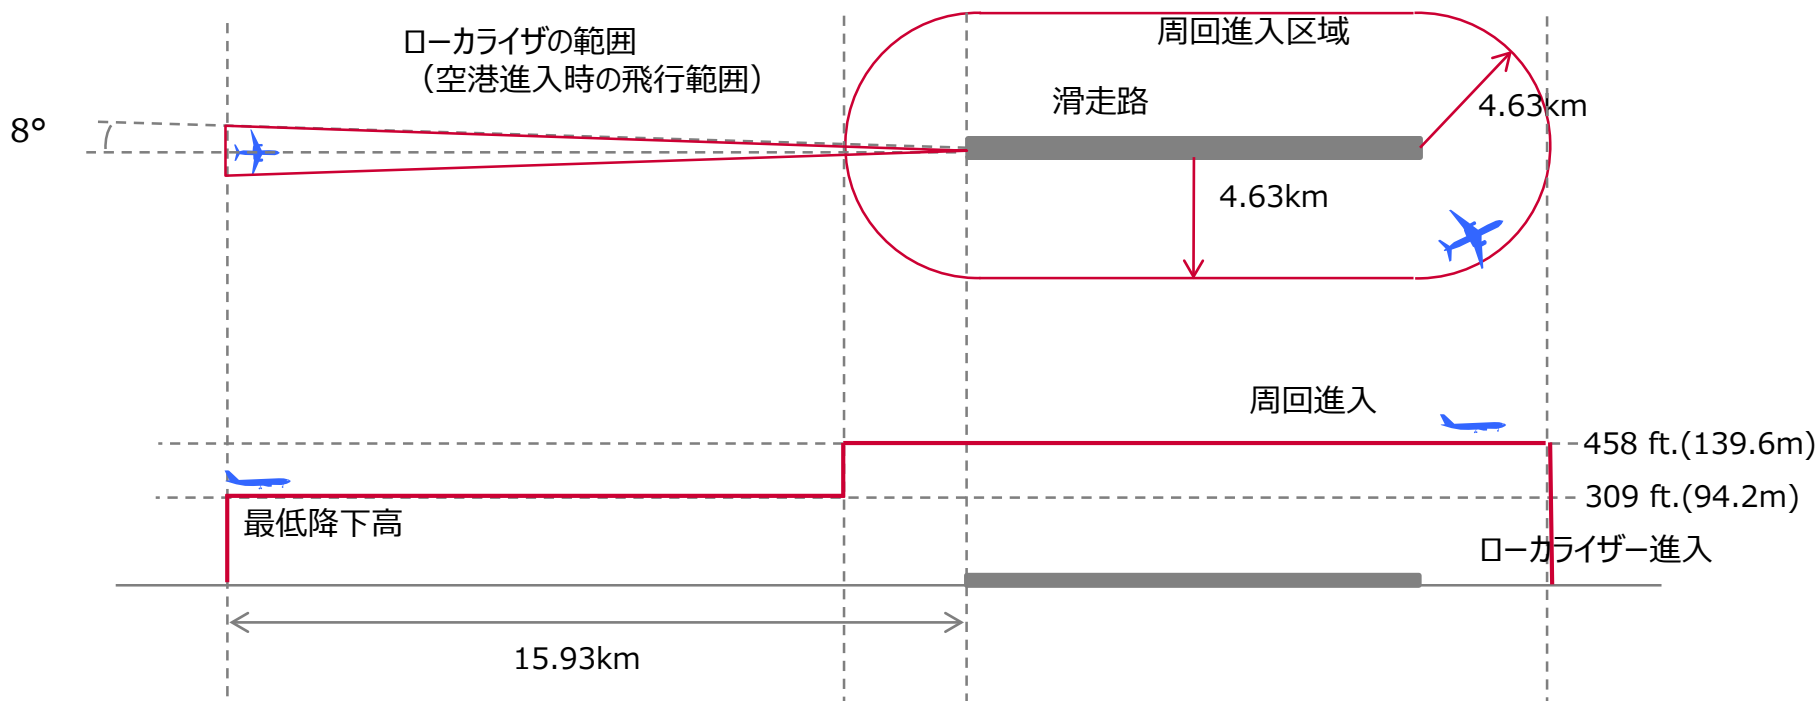 ローカライザの範囲
（空港進入時の飛行範囲）
周回進入区域
滑走路
4.63km
8°
4.63km
周回進入
458 ft.(139.6m)
309 ft.(94.2m)
最低降下高
ローカライザー進入
15.93km